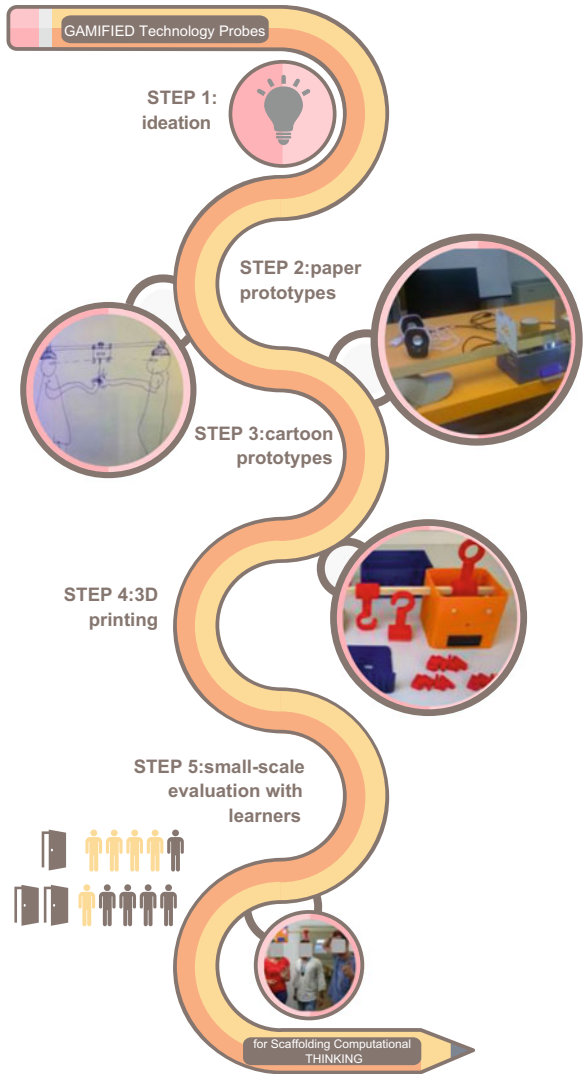 GAMIFIED Technology Probes
STEP 1:
ideation
STEP 2:paper
prototypes
STEP 3:cartoon
prototypes
STEP 4:3D
printing
STEP 5:small-scale
evaluation with
learners
for Scaffolding Computational
THINKING